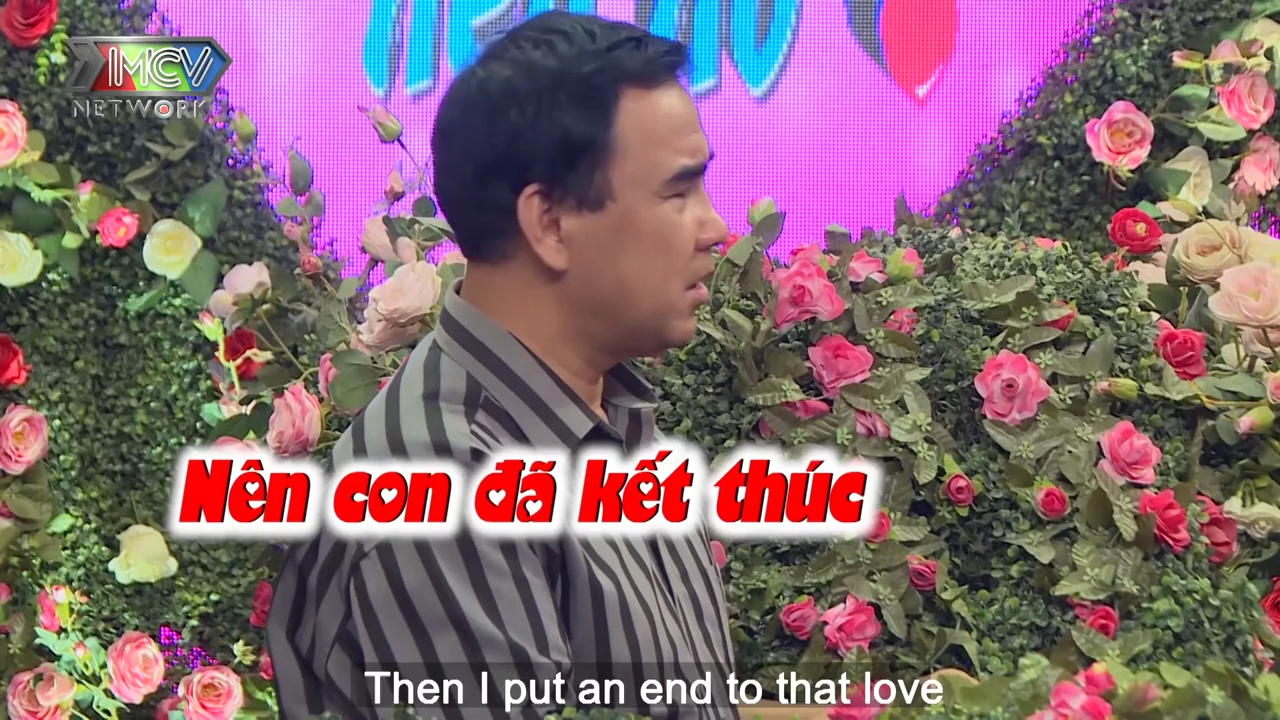 MCV
NETWORK
Nên con đã kết thúc
Then I put an end to that love